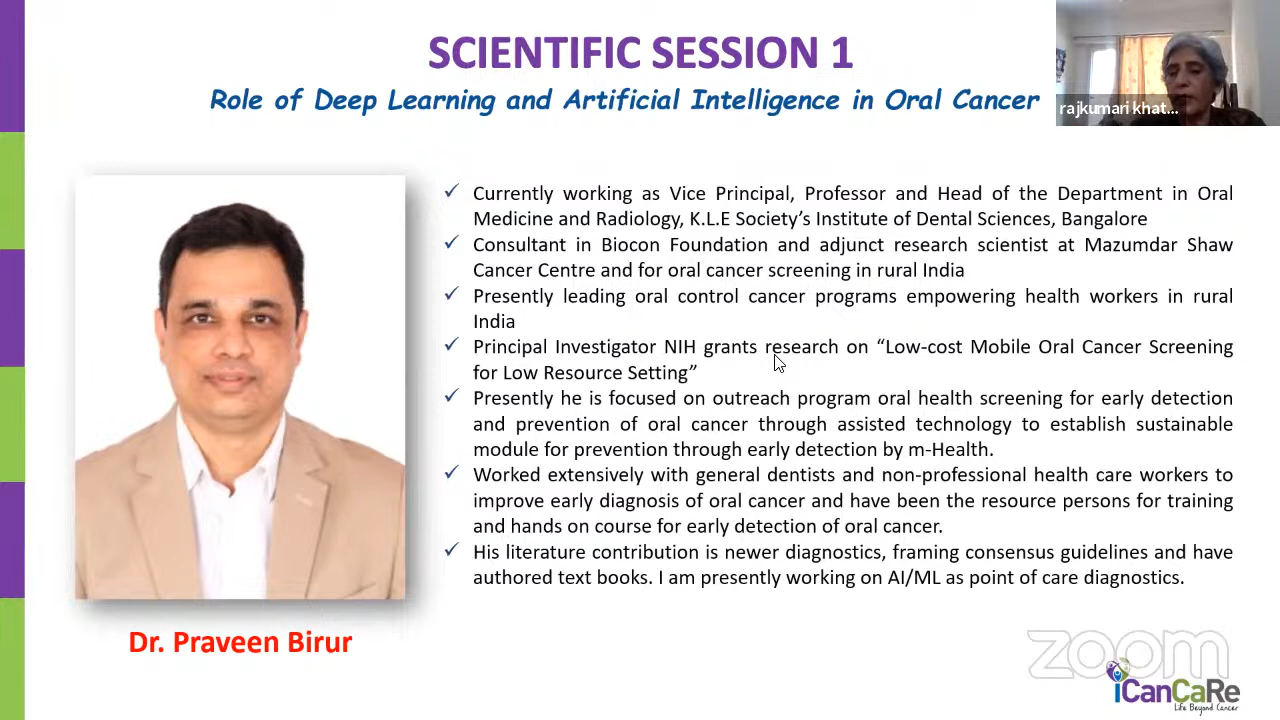 SCIENTIFIC SESSION 1
Role of Deep Learning and Artificial Intelligence in Oral Cancer
rajkumari khat...
✓ Currently working as Vice Principal, Professor and Head of the Department in Oral
Medicine and Radiology, K.L.E Society’s Institute of Dental Sciences, Bangalore
✓ Consultant in Biocon Foundation and adjunct research scientist at Mazumdar Shaw
Cancer Centre and for oral cancer screening in rural India
✓ Presently leading oral control cancer programs empowering health workers in rural
India
✓ Principal Investigator NIH grants research on “Low-cost Mobile Oral Cancer Screening
for Low Resource Setting”
✓ Presently he is focused on outreach program oral health screening for early detection
and prevention of oral cancer through assisted technology to establish sustainable
module for prevention through early detection by m-Health.
✓ Worked extensively with general dentists and non-professional health care workers to
improve early diagnosis of oral cancer and have been the resource persons for training
and hands on course for early detection of oral cancer.
✓ His literature contribution is newer diagnostics, framing consensus guidelines and have
authored text books. I am presently working on AI/ML as point of care diagnostics.
Dr. Praveen Birur
zoom
iCanCaRe
Life Beyond Cancer